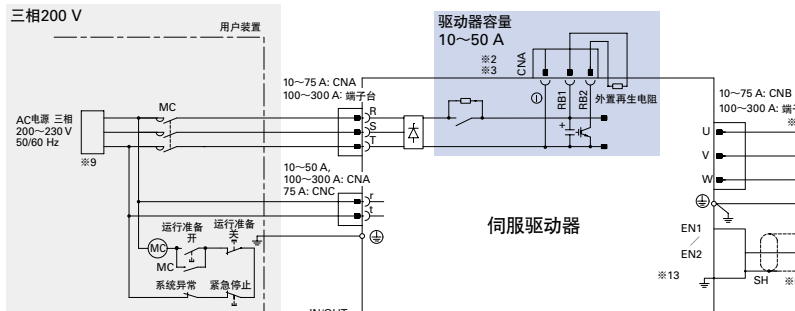 三相200 V
用户装置
驱动器容量
10～50 A
※2
※3
CNA
⊖
RB1
RB2
外置再生电阻
10～75 A: CNA
100～300 A: 端子台
10～75 A: CNB
AC电源 三相
200～230 V
50/60 Hz
※9
MC
R
S
T
+
U
V
W
10～50 A,
100～300 A: CNA
75 A: CNC
r
t
伺服驱动器
运行准备
开
运行准备
关
MC
MC
系统异常
紧急停止
EN1
／
EN2
※13
SH